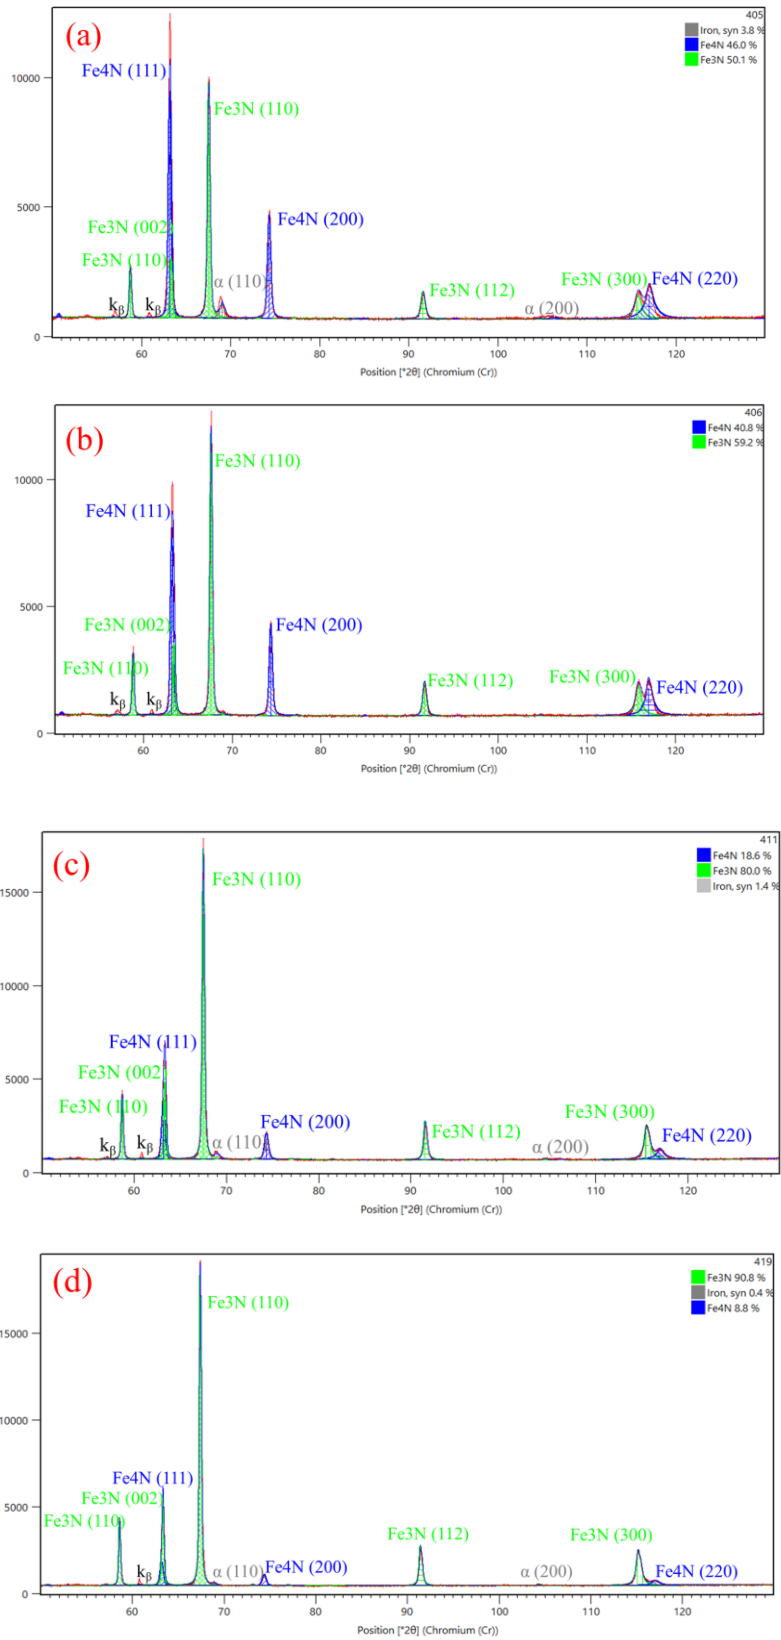 (a)
405
Iron, syn 3.8 %
Fe4N 46.0 %
Fe3N 50.1 %
Fe4N (111)
Fe3N (110)
Fe3N (002)
Fe3N (110)
α (110)
Fe4N (200)
kβ
kβ
Fe3N (112)
α (200)
Fe3N (300)
Fe4N (220)
10000
5000
0
60 70 80 90 100 110 120
Position [°2θ] (Chromium (Cr))
(b)
406
Fe4N 40.8 %
Fe3N 59.2 %
Fe3N (110)
Fe4N (111)
Fe3N (002)
Fe3N (110)
Fe4N (200)
kβ
kβ
Fe3N (112)
Fe3N (300)
Fe4N (220)
10000
5000
0
60 70 80 90 100 110 120
Position [°2θ] (Chromium (Cr))
(c)
411
Fe4N 18.6 %
Fe3N 80.0 %
Iron, syn 1.4 %
Fe3N (110)
Fe4N (111)
Fe3N (002
Fe3N (110)
kβ
kβ
α (110)
Fe4N (200)
Fe3N (112)
α (200)
Fe3N (300)
Fe4N (220)
15000
10000
5000
0
60 70 80 90 100 110 120
Position [°2θ] (Chromium (Cr))
(d)
419
Fe3N 90.8 %
Iron, syn 0.4 %
Fe4N 8.8 %
Fe3N (110)
Fe4N (111)
Fe3N (002)
Fe3N (110)
kβ
α (110)
Fe4N (200)
Fe3N (112)
α (200)
Fe3N (300)
Fe4N (220)
15000
10000
5000
0
60 70 80 90 100 110 120
Position [°2θ] (Chromium (Cr))